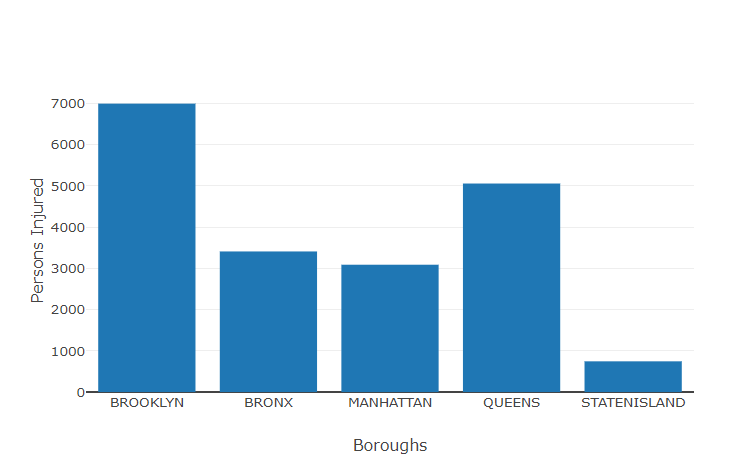 7000
6000
5000
4000
3000
2000
1000
0
Persons Injured
BROOKLYN BRONX MANHATTAN QUEENS STATENISLAND
Boroughs